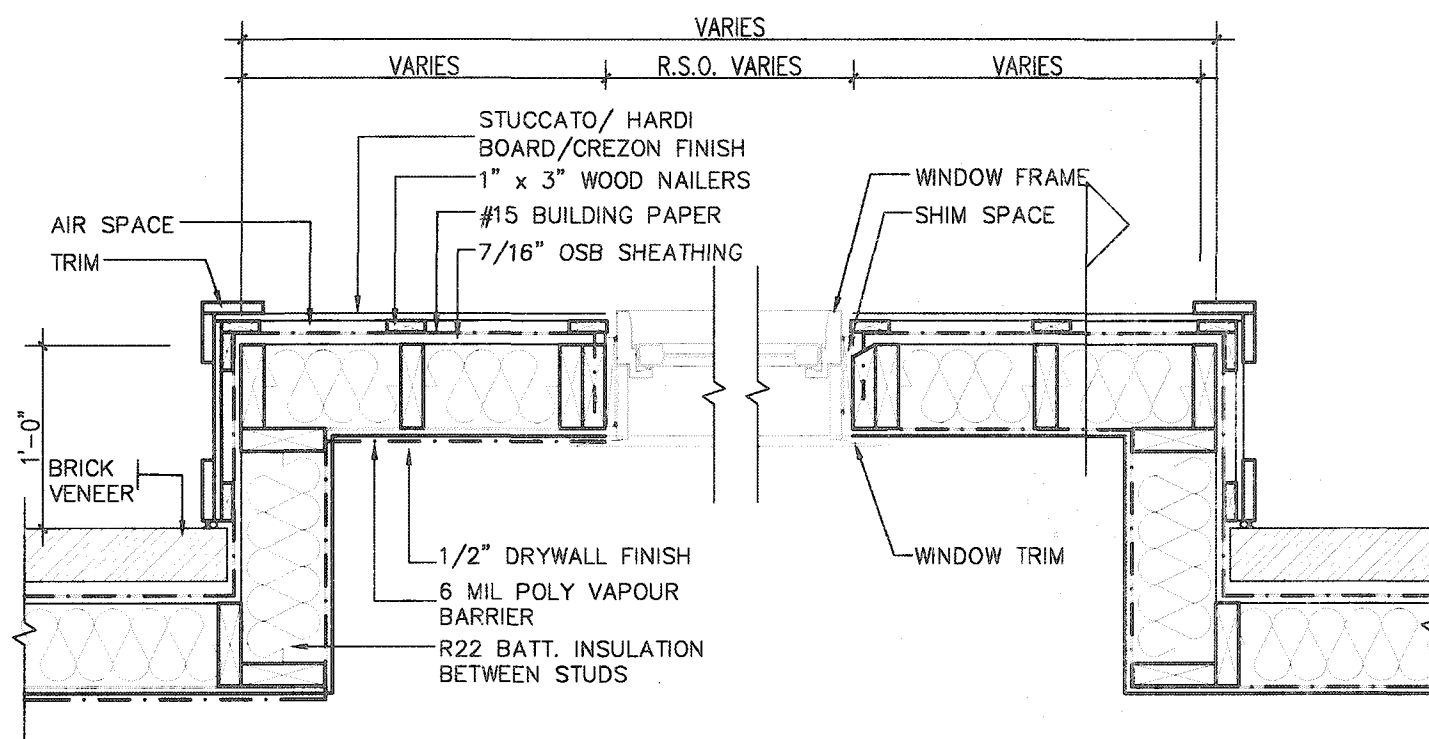 VARIES
VARIES
R.S.O. VARIES
VARIES
STUCCATO/ HARDI
BOARD/CREZON FINISH
1" x 3" WOOD NAILERS
#15 BUILDING PAPER
7/16" OSB SHEATHING
AIR SPACE
TRIM
WINDOW FRAME
SHIM SPACE
1'-0"
BRICK
VENEER
1/2" DRYWALL FINISH
6 MIL POLY VAPOUR
BARRIER
R22 BATT. INSULATION
BETWEEN STUDS
WINDOW TRIM